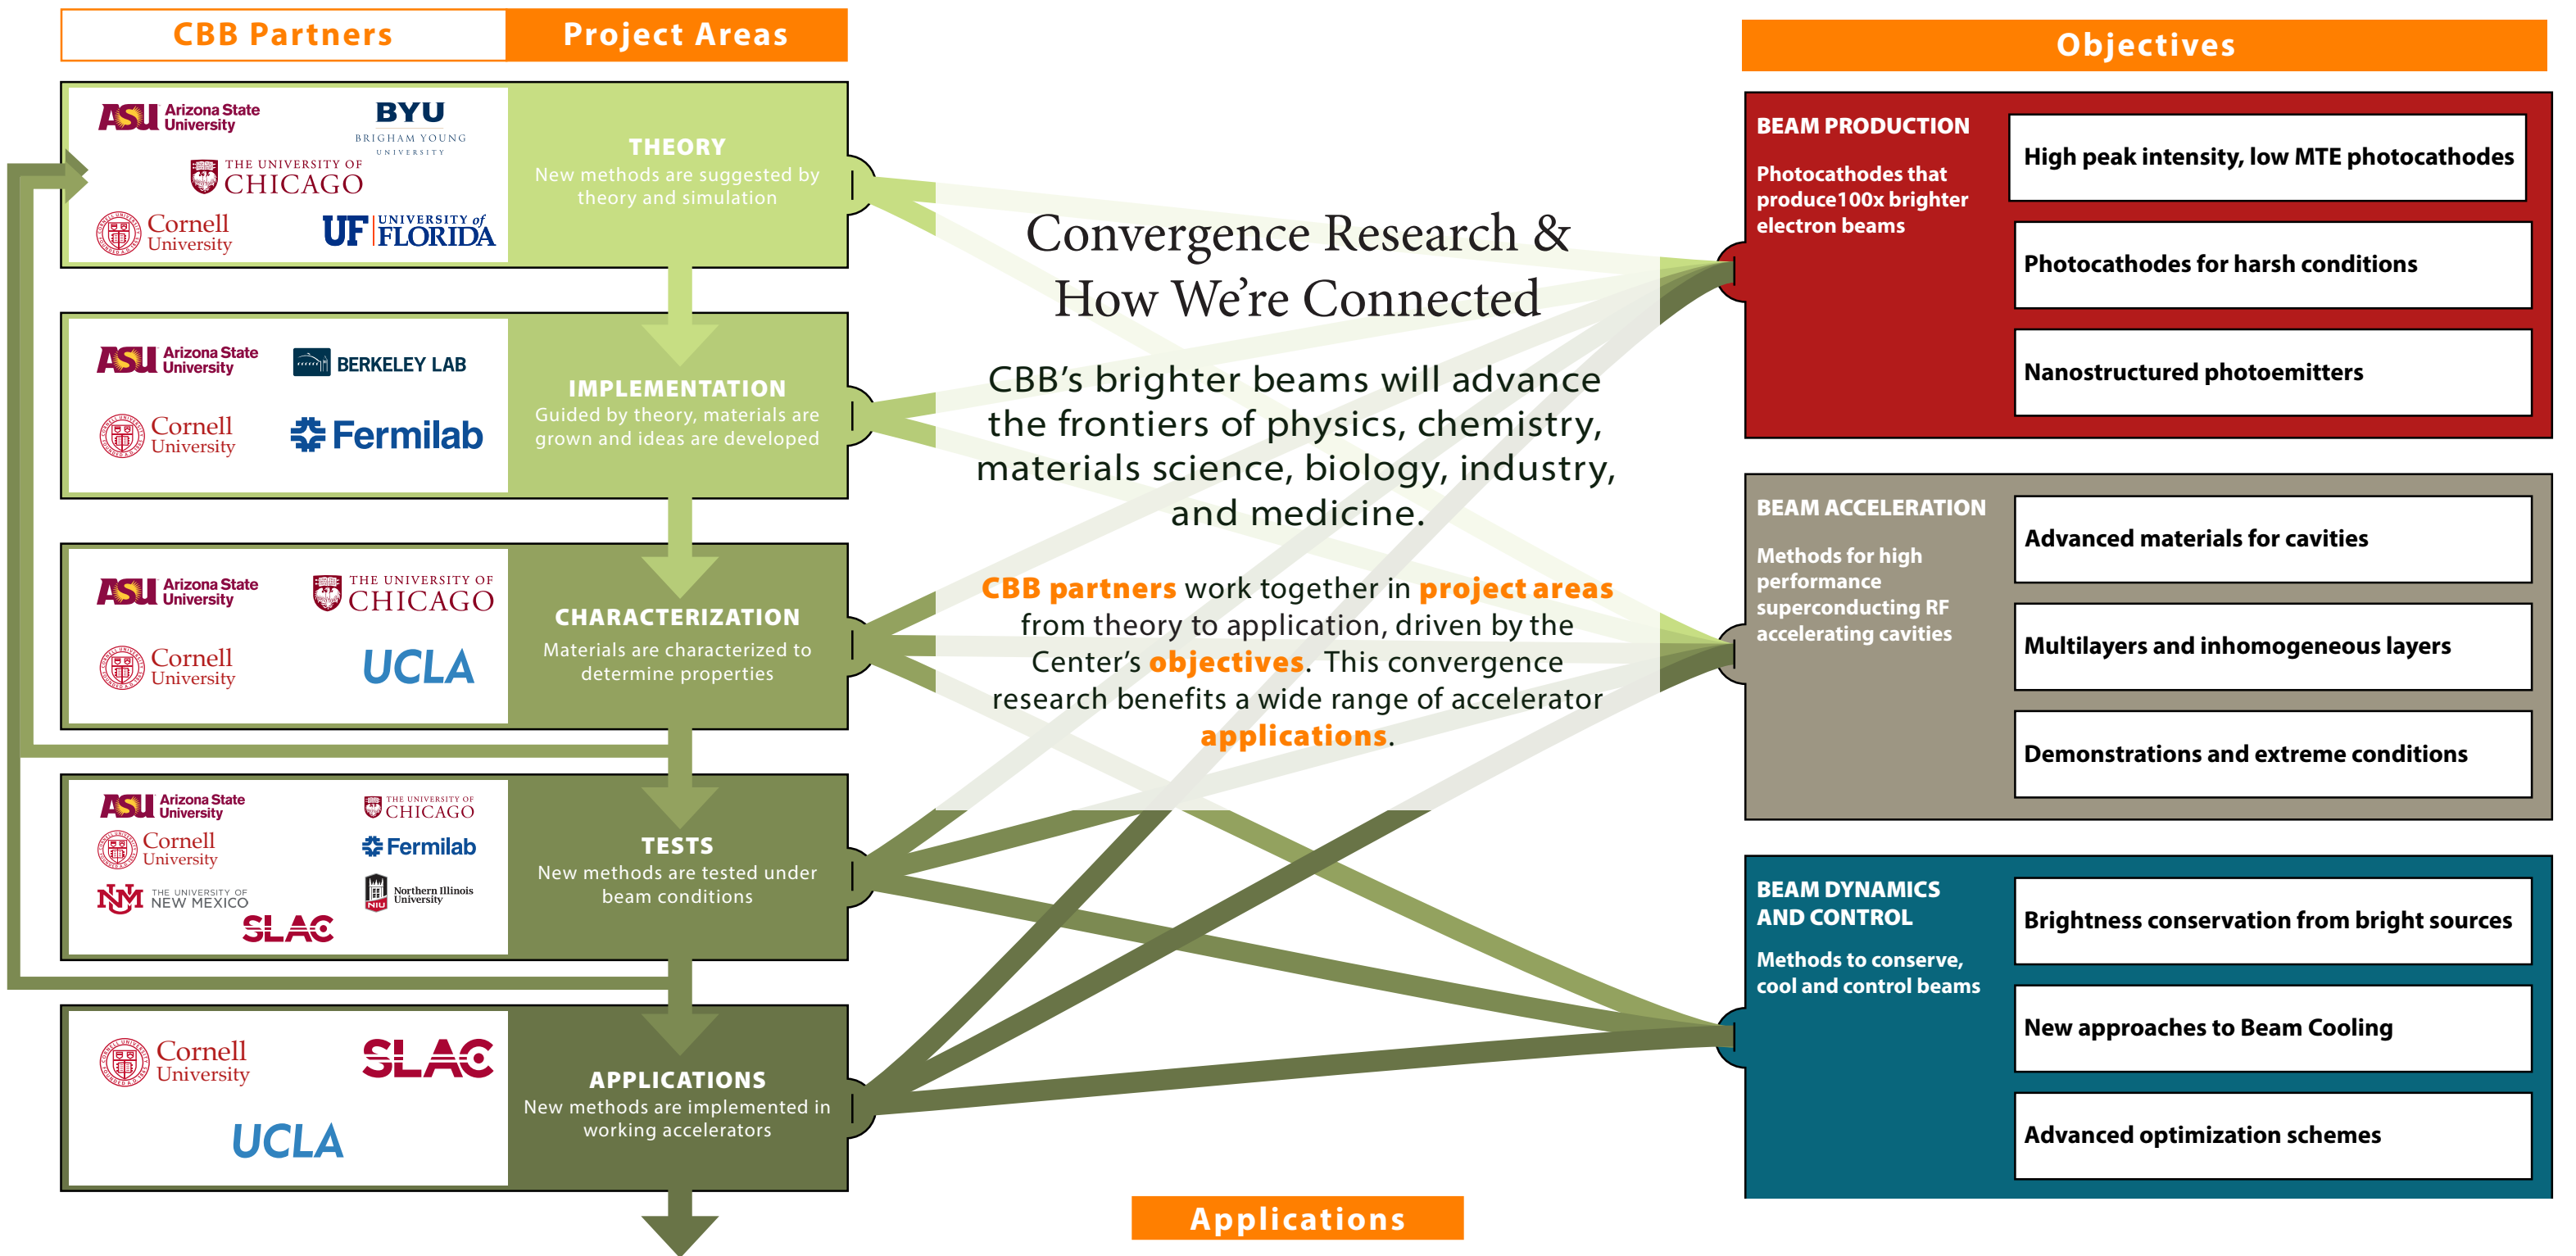 CBB Partners
Project Areas
ASU Arizona State
University
BYU
BRIGHAM YOUNG
UNIVERSITY
THE UNIVERSITY OF
CHICAGO
Cornell
University
UF UNIVERSITY of
FLORIDA
THEORY
New methods are suggested by
theory and simulation
ASU Arizona State
University
BERKELEY LAB
Cornell
University
Fermilab
IMPLEMENTATION
Guided by theory, materials are
grown and ideas are developed
ASU Arizona State
University
THE UNIVERSITY OF
CHICAGO
Cornell
University
UCLA
CHARACTERIZATION
Materials are characterized to
determine properties
ASU Arizona State
University
THE UNIVERSITY OF
CHICAGO
Cornell
University
Fermilab
NM THE UNIVERSITY OF
NEW MEXICO
NIU
Northern Illinois
University
SLAC
TESTS
New methods are tested under
beam conditions
Cornell
University
SLAC
UCLA
APPLICATIONS
New methods are implemented in
working accelerators
Convergence Research &
How We’re Connected
CBB’s brighter beams will advance
the frontiers of physics, chemistry,
materials science, biology, industry,
and medicine.
CBB partners work together in project areas
from theory to application, driven by the
Center’s objectives. This convergence
research benefits a wide range of accelerator
applications.
Applications
Objectives
BEAM PRODUCTION
Photocathodes that
produce100x brighter
electron beams
High peak intensity, low MTE photocathodes
Photocathodes for harsh conditions
Nanostructured photoemitters
BEAM ACCELERATION
Methods for high
performance
superconducting RF
accelerating cavities
Advanced materials for cavities
Multilayers and inhomogeneous layers
Demonstrations and extreme conditions
BEAM DYNAMICS
AND CONTROL
Methods to conserve,
cool and control beams
Brightness conservation from bright sources
New approaches to Beam Cooling
Advanced optimization schemes